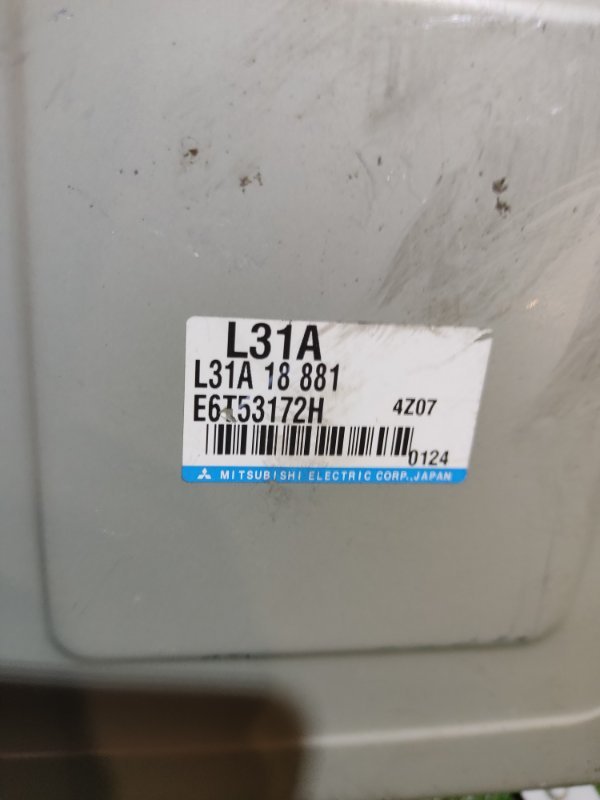 L31A
L31A 18 881
E6T53172H 4Z07
0124
MITSUBISHI ELECTRIC CORP.,JAPAN